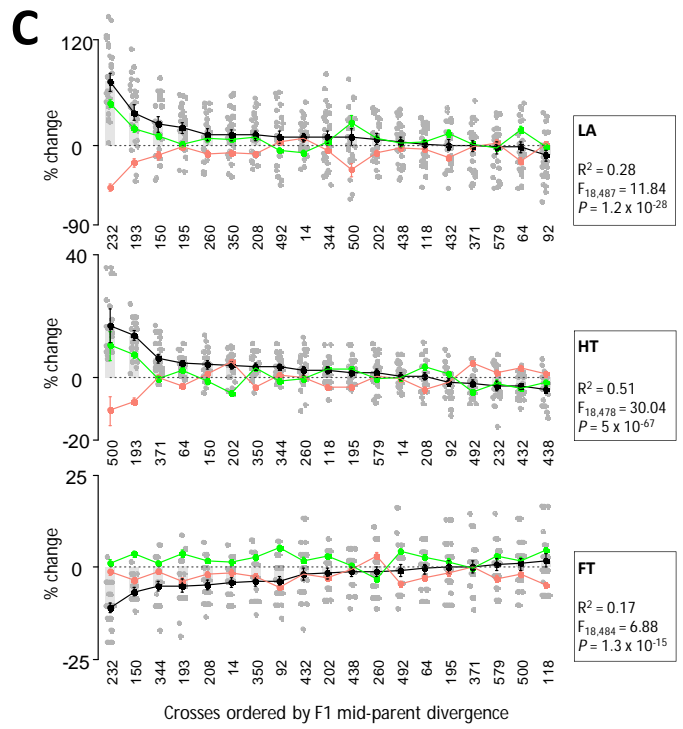 C
120
0
-90
% change
232 193 150 195 260 350 208 492 14 344 500 202 438 118 432 371 579 64 92
LA
R² = 0.28
F₁₈,₄₈₇ = 11.84
P = 1.2 x 10⁻²⁸
40
0
-20
% change
500 193 371 64 150 202 350 344 260 118 195 579 14 208 92 492 232 432 438
HT
R² = 0.51
F₁₈,₄₇₈ = 30.04
P = 5 x 10⁻⁶⁷
25
0
-25
% change
232 150 344 193 208 14 350 92 432 202 438 260 492 64 195 371 579 500 118
FT
R² = 0.17
F₁₈,₄₈₄ = 6.88
P = 1.3 x 10⁻¹⁵
Crosses ordered by F1 mid-parent divergence